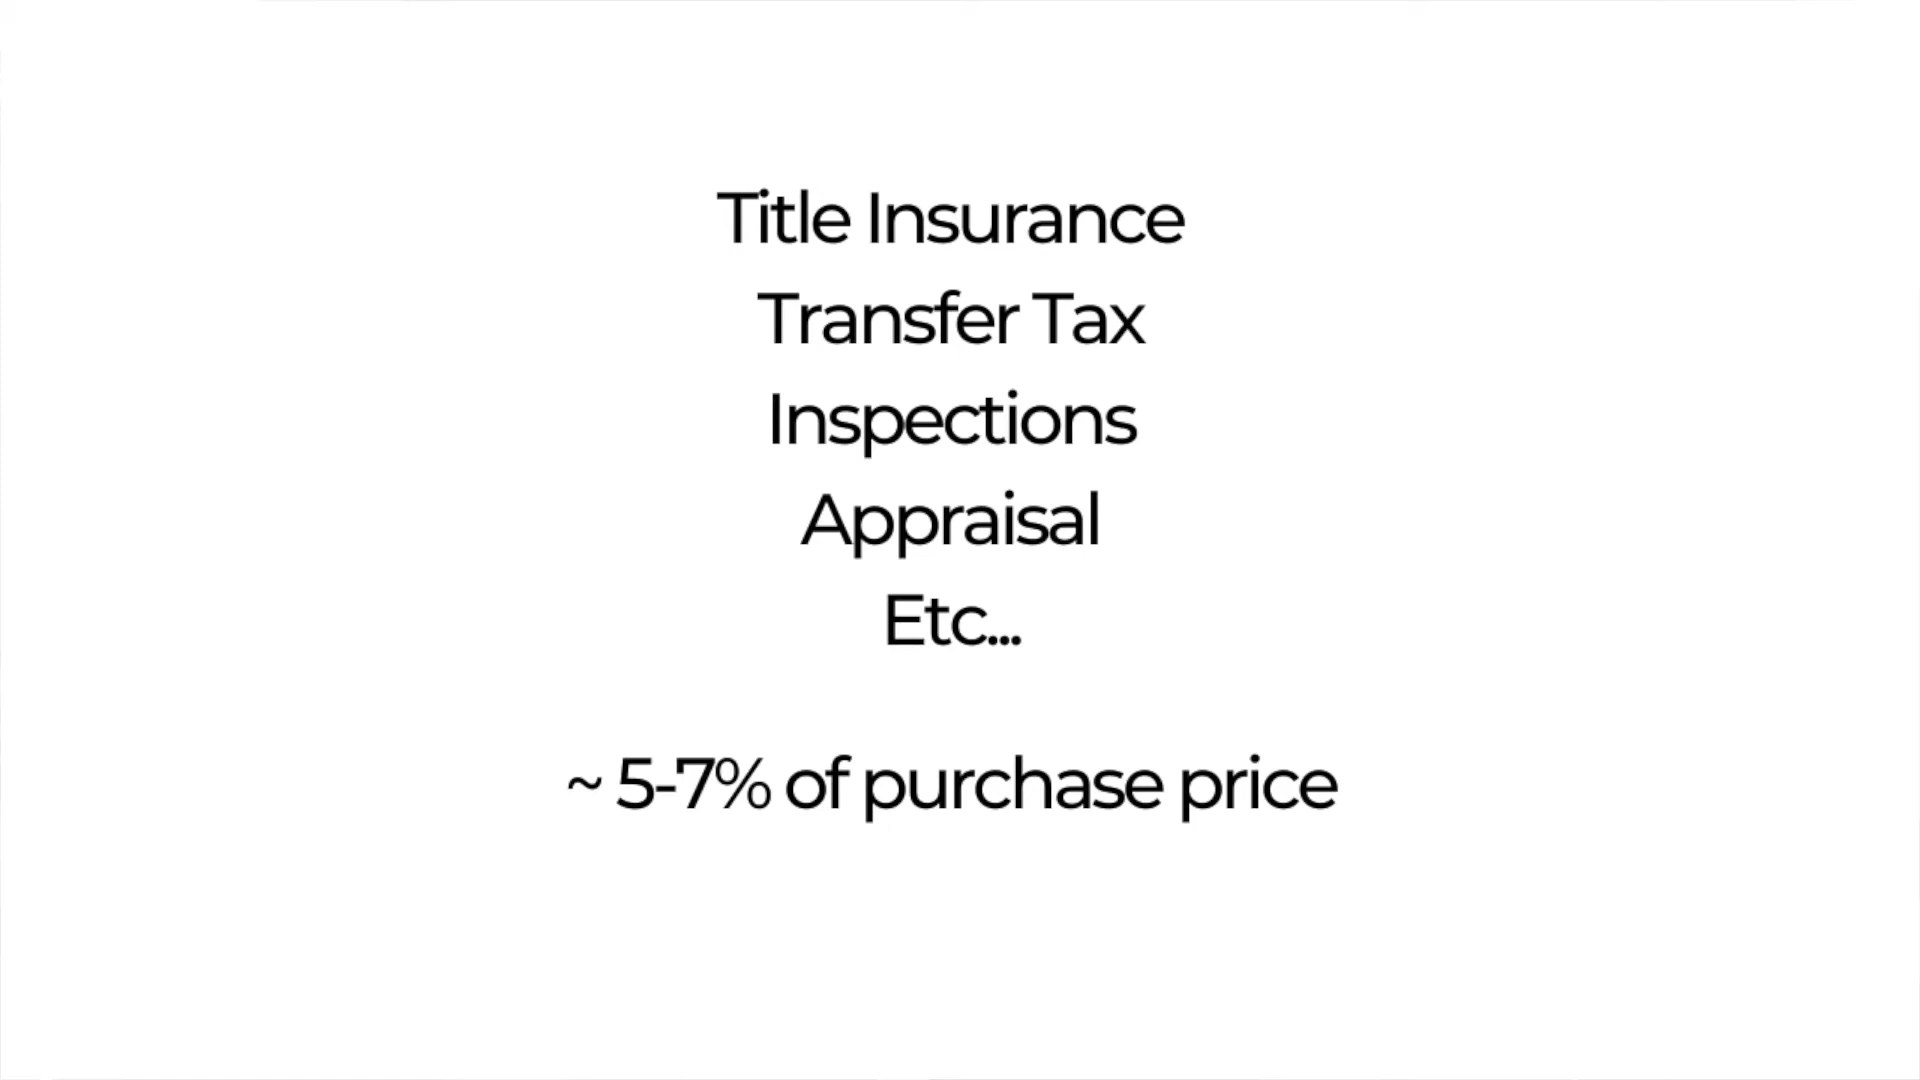 Title Insurance
Transfer Tax
Inspections
Appraisal
Etc...
~ 5-7% of purchase price